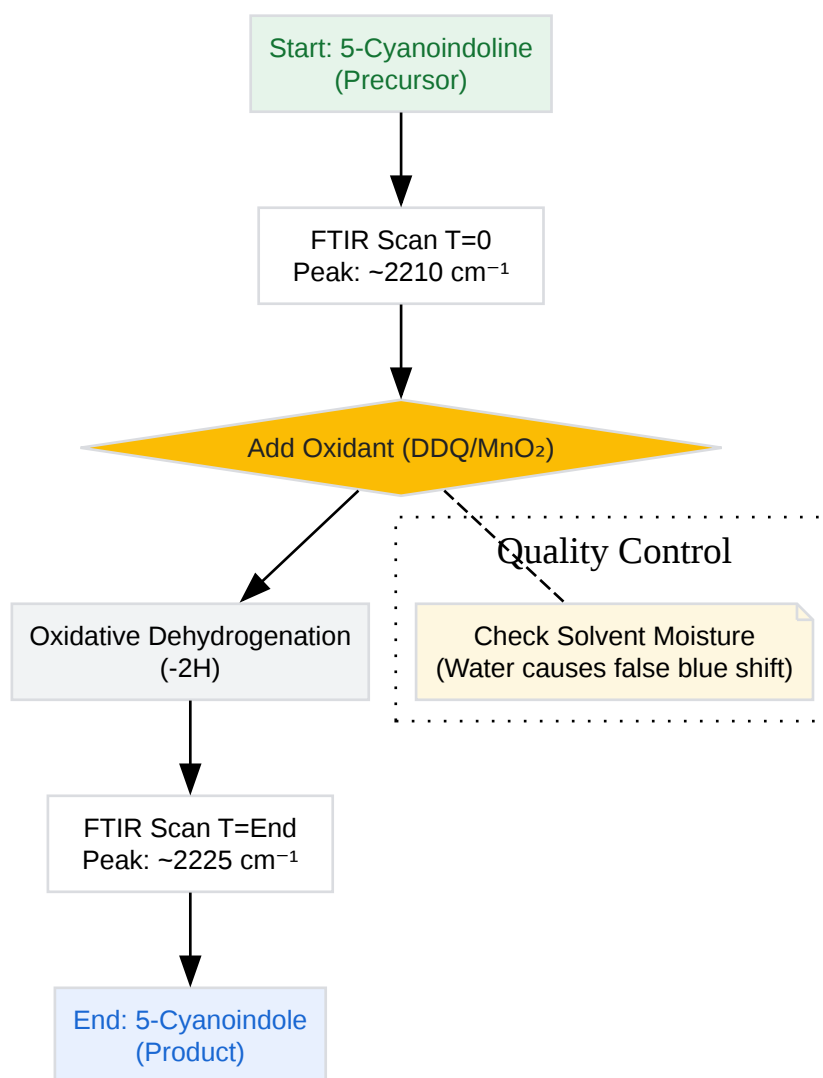 Start: 5-Cyanoindoline
(Precursor)
FTIR Scan T=0
Peak: ~2210 cm⁻¹
Add Oxidant (DDQ/MnO₂)
Quality Control
Oxidative Dehydrogenation
(-2H)
Check Solvent Moisture
(Water causes false blue shift)
FTIR Scan T=End
Peak: ~2225 cm⁻¹
End: 5-Cyanoindole
(Product)